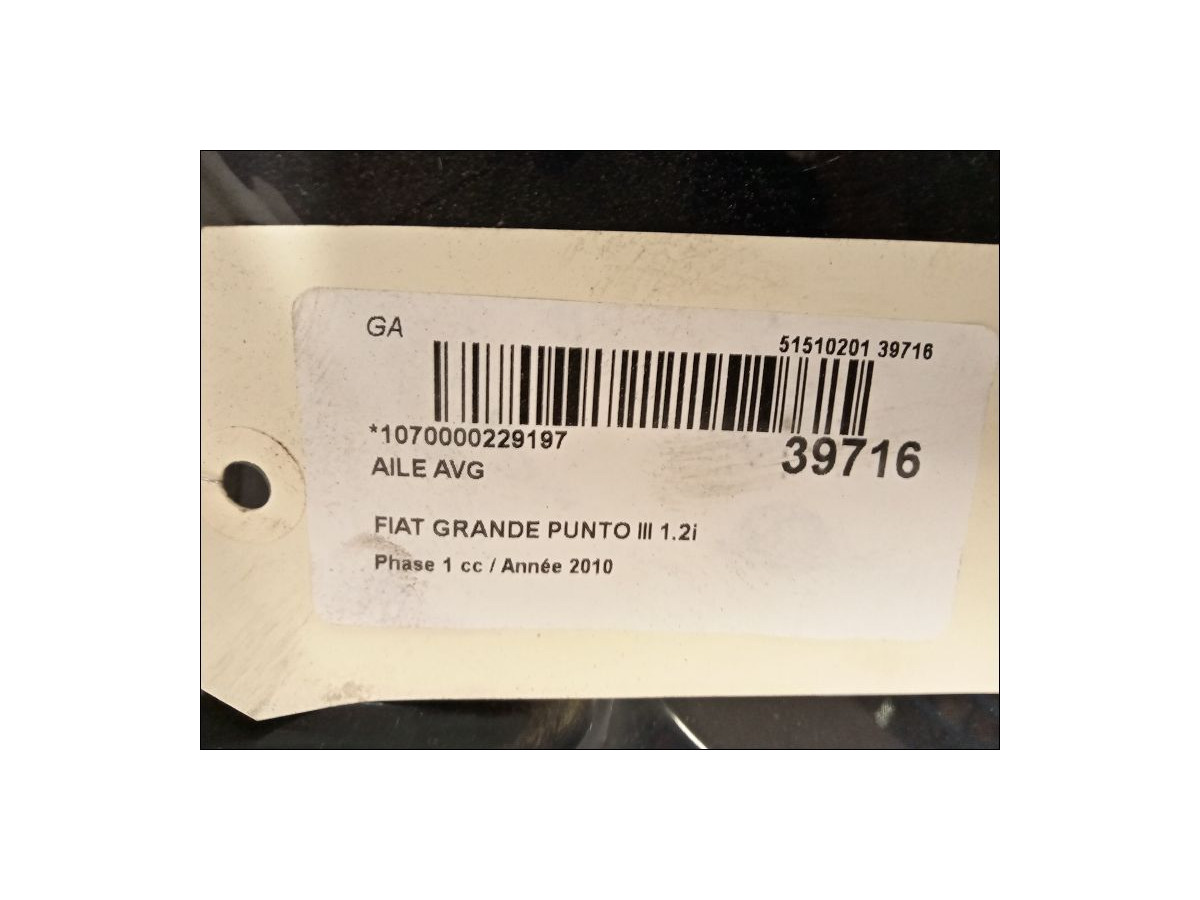 GA
51510201 39716
*1070000229197
39716
AILE AVG
FIAT GRANDE PUNTO III 1.2i
Phase 1 cc / Année 2010